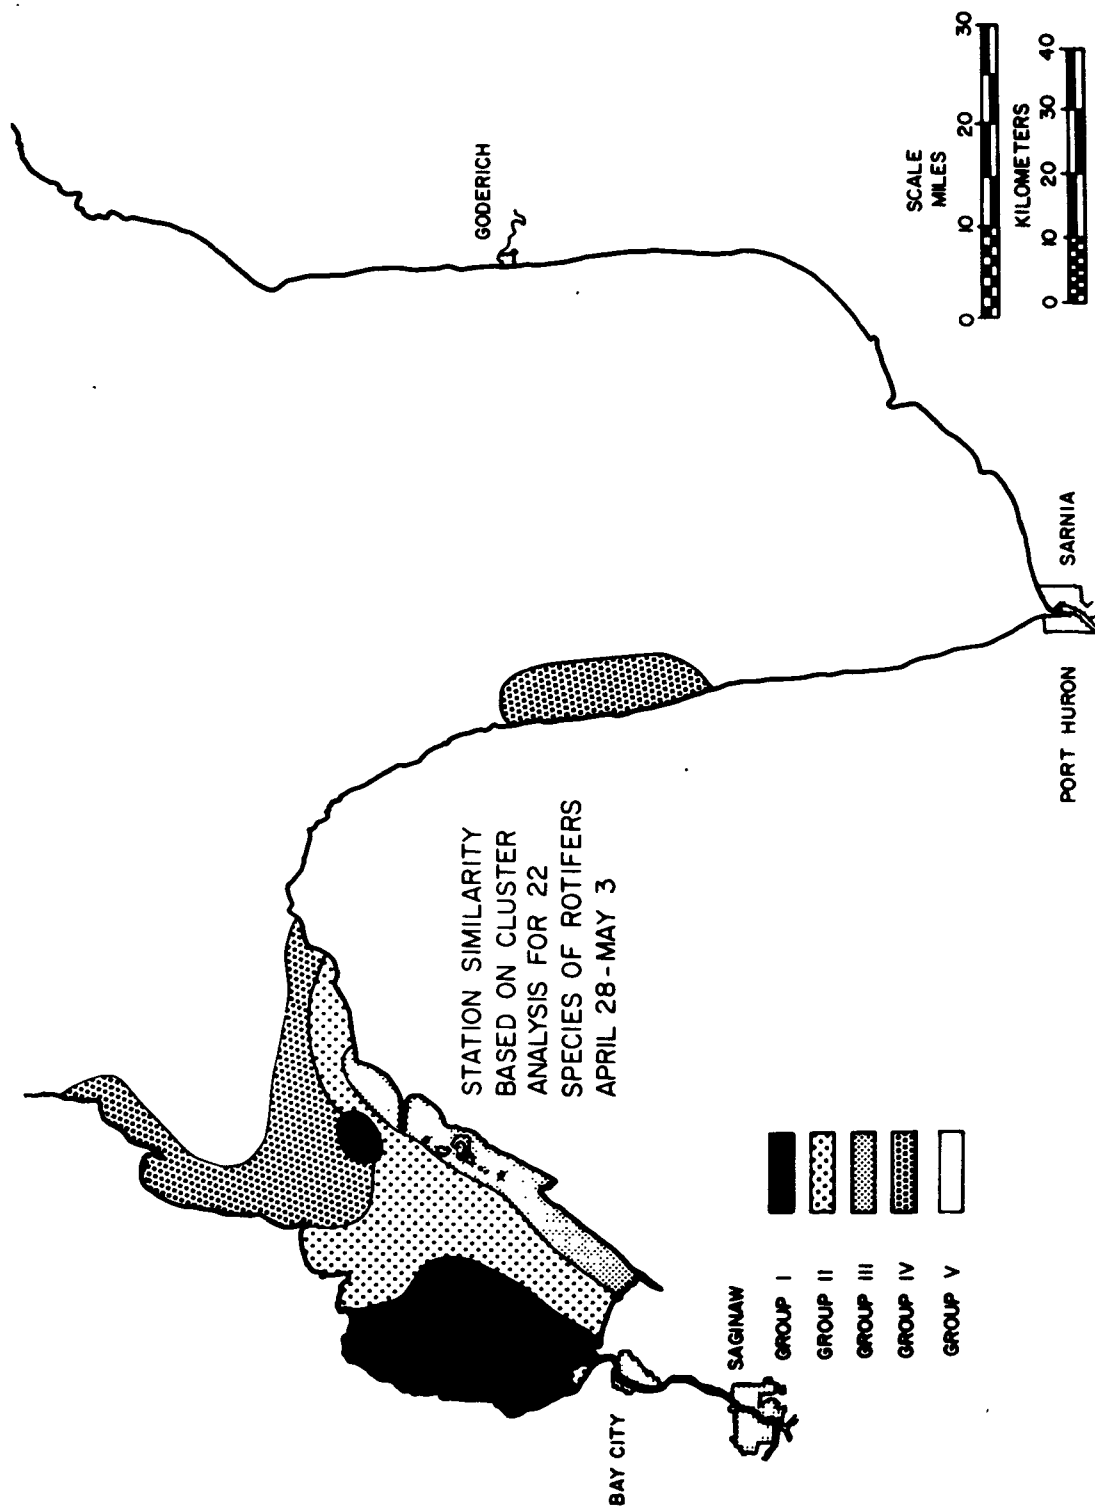 STATION SIMILARITY
BASED ON CLUSTER
ANALYSIS FOR 22
SPECIES OF ROTIFERS
APRIL 28-MAY 3
GODERICH
SARNIA
PORT HURON
BAY CITY
SAGINAW
GROUP I
GROUP II
GROUP III
GROUP IV
GROUP V
SCALE
MILES
0 10 20 30
KILOMETERS
0 10 20 30 40